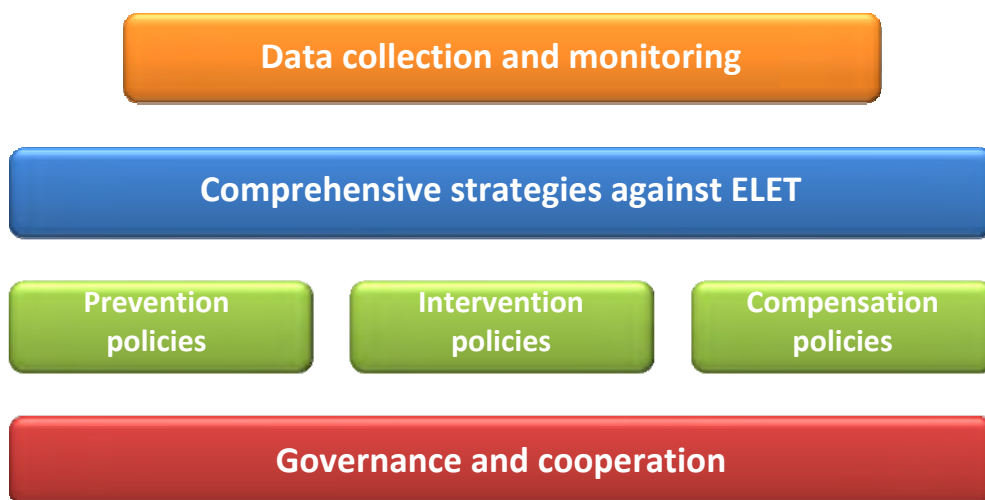 Data collection and monitoring
Comprehensive strategies against ELET
Prevention
policies
Intervention
policies
Compensation
policies
Governance and cooperation